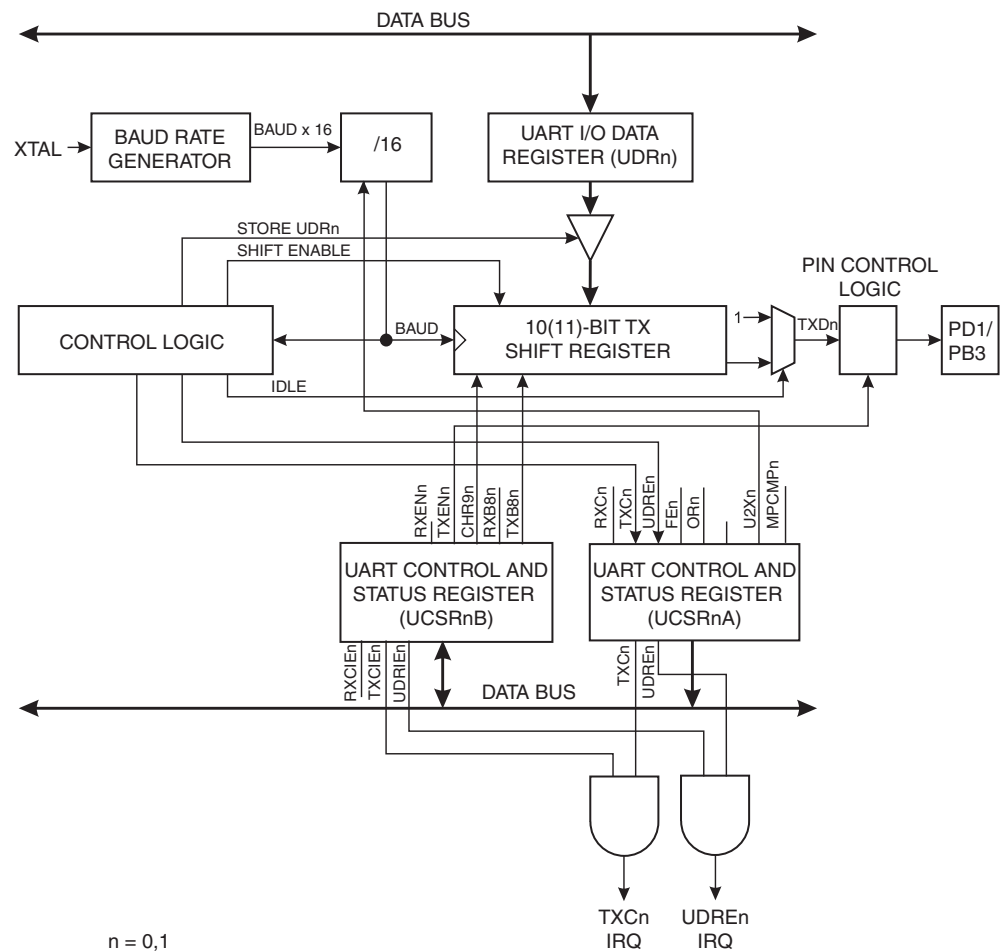 DATA BUS
XTAL
BAUD RATE
GENERATOR
BAUD x 16
/16
UART I/O DATA
REGISTER (UDRn)
STORE UDRn
SHIFT ENABLE
PIN CONTROL
LOGIC
CONTROL LOGIC
BAUD
10(11)-BIT TX
SHIFT REGISTER
1
TXDn
PD1/
PB3
IDLE
RXENn
TXENn
CHR9n
RXB8n
TXB8n
RXCn
TXCn
UDREn
FEn
ORn
U2Xn
MPCMPn
UART CONTROL AND
STATUS REGISTER
(UCSRnB)
UART CONTROL AND
STATUS REGISTER
(UCSRnA)
RXCIEn
TXCIEn
UDRIEn
TXCn
UDREn
DATA BUS
TXCn
IRQ
UDREn
IRQ
n = 0,1